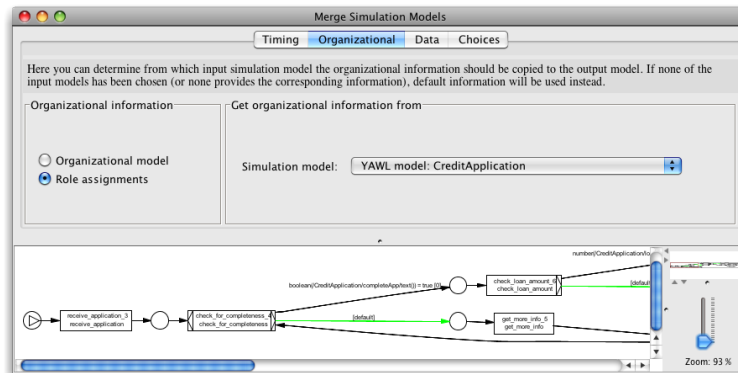 Merge Simulation Models
Timing Organizational Data Choices
Here you can determine from which input simulation model the organizational information should be copied to the output model. If none of the
input models has been chosen (or none provides the corresponding information), default information will be used instead.
Organizational information
Get organizational information from
Organizational model
Role assignments
Simulation model: YAWL model: CreditApplication
number(/CreditApplication/lo
boolean(/CreditApplication/completeApp/text()) = true [0]
check_loan_amount_6
check_loan_amount
[default
receive_application_3
receive_application
check_for_completeness_4
check_for_completeness
[default]
get_more_info_5
get_more_info
Zoom: 93 %